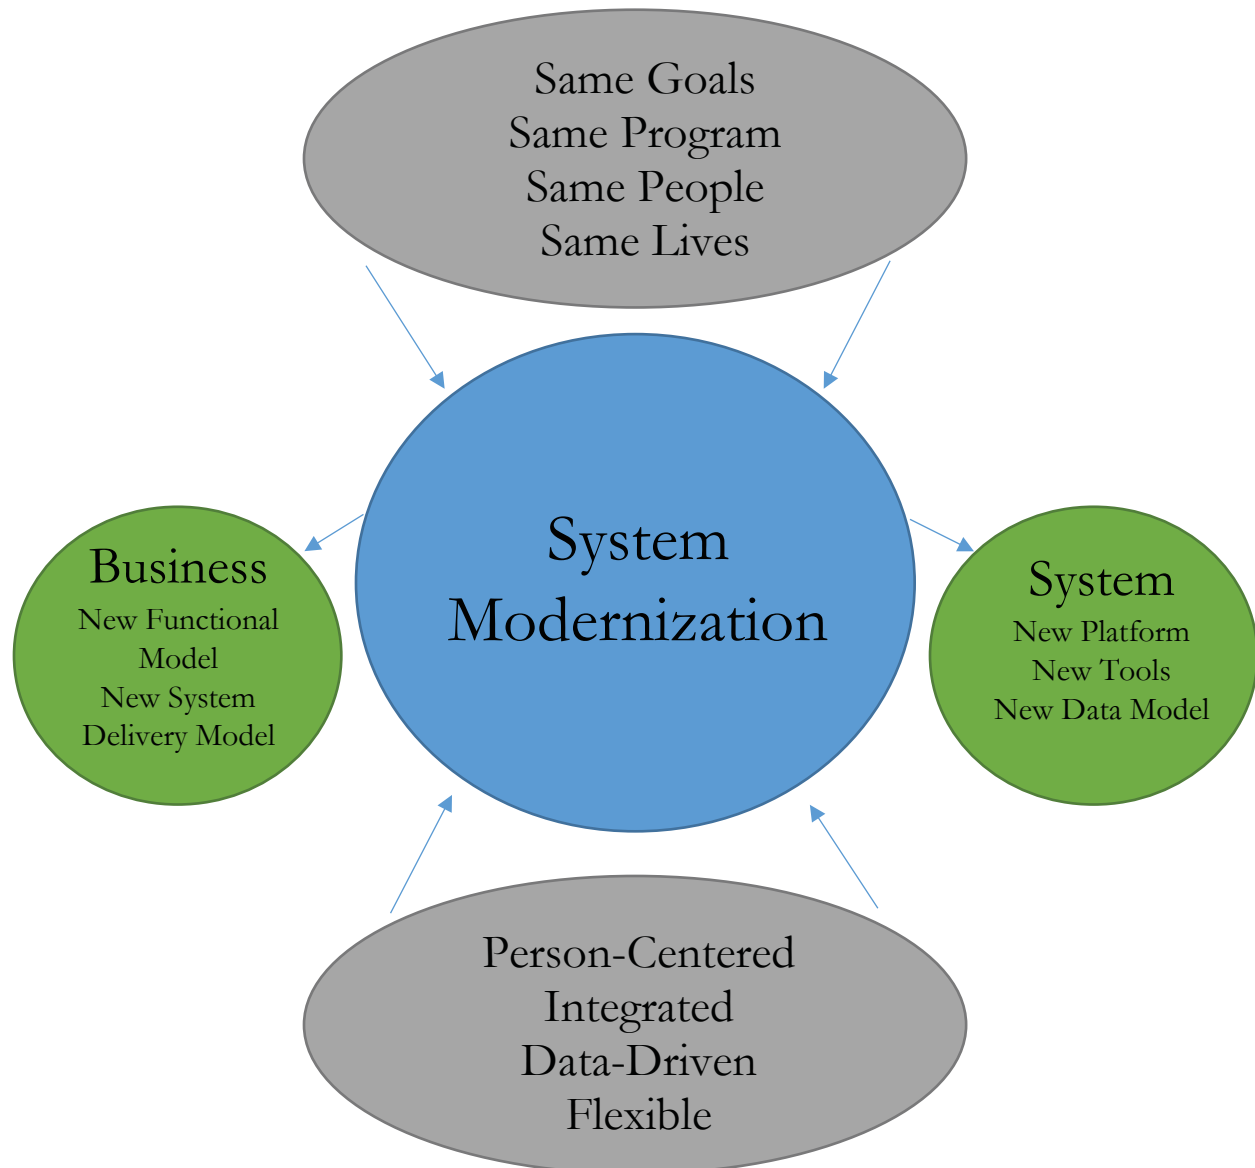 Same Goals
Same Program
Same People
Same Lives
System
Modernization
Business
New Functional
Model
New System
Delivery Model
System
New Platform
New Tools
New Data Model
Person-Centered
Integrated
Data-Driven
Flexible